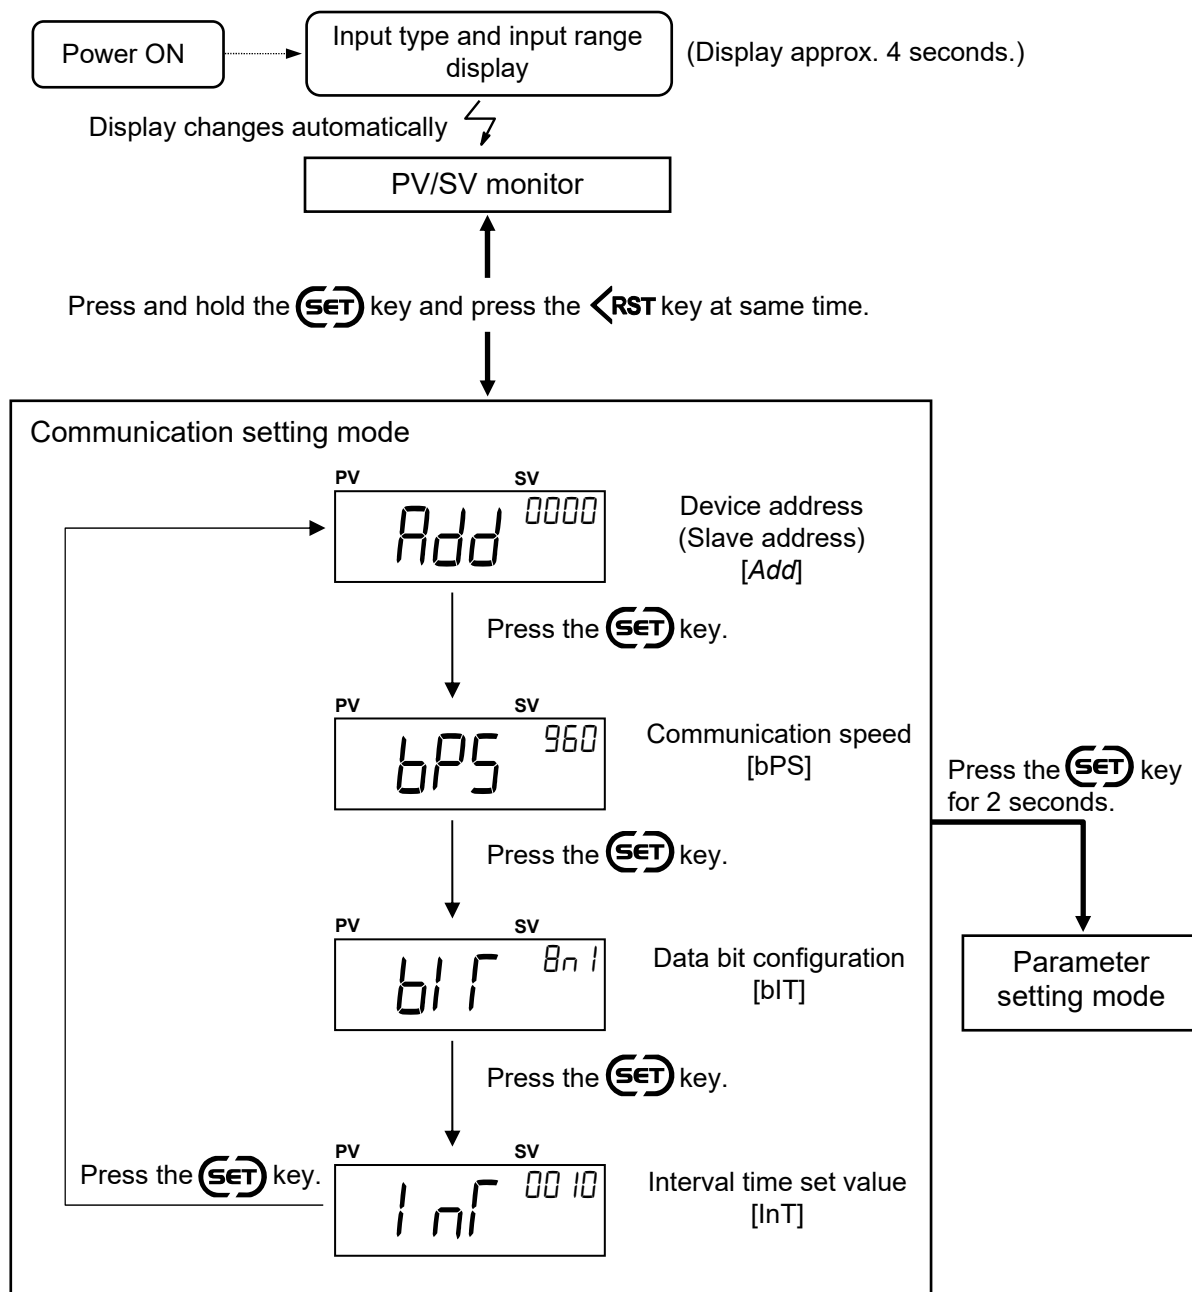 Power ON
Input type and input range
display
(Display approx. 4 seconds.)
Display changes automatically
PV/SV monitor
Press and hold the SET key and press the <RST key at same time.
Communication setting mode
PV SV
Add 0000
Device address
(Slave address)
[Add]
Press the SET key.
PV SV
bPS 960
Communication speed
[bPS]
Press the SET key
for 2 seconds.
Press the SET key.
PV SV
bIT 8n1
Data bit configuration
[bIT]
Parameter
setting mode
Press the SET key.
PV SV
InT 0010
Interval time set value
[InT]
Press the SET key.